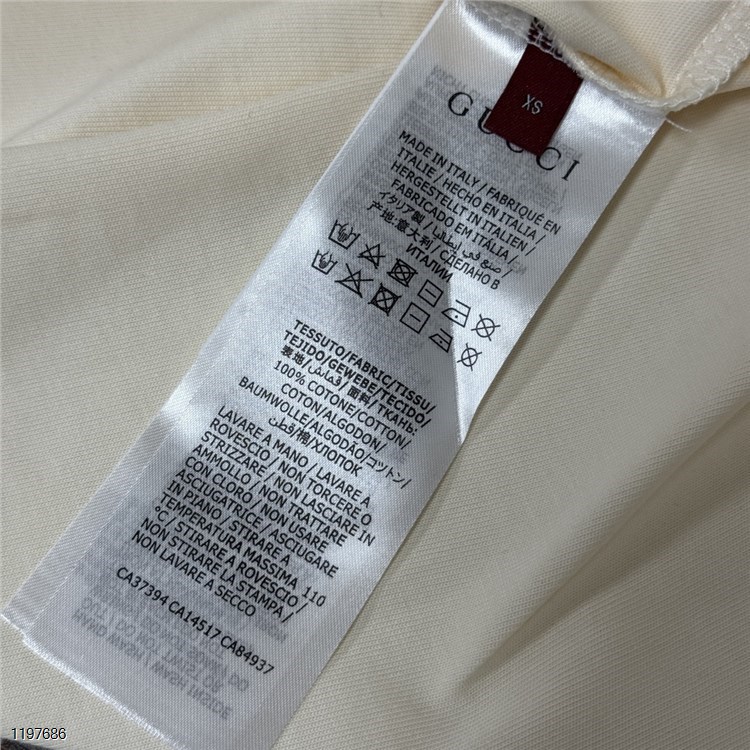 XS
GUCCI
MADE IN ITALY / FABRIQUÉ EN
ITALIE / HECHO EN ITALIA /
HERGESTELLT IN ITALIEN /
FABRICADO EM ITALIA /
イタリア製 / صنع في إيطاليا /
产地:意大利 / СДЕЛАНО В
ИТАЛИИ
TESSUTO/FABRIC/TISSU/
TEJIDO/GEWEBE/TECIDO/
表地/قماش/面料/ТКАНЬ:
100% COTONE/COTTON/
COTON/ALGODON/
BAUMWOLLE/ALGODÃO/コットン/
قطن/棉/ХЛОПОК
LAVARE A MANO / LAVARE A
ROVESCIO / NON TORCERE O
STRIZZARE / NON LASCIARE IN
AMMOLLO / NON TRATTARE
CON CLORO / NON USARE
ASCIUGATRICE / ASCIUGARE
IN PIANO / STIRARE A
TEMPERATURA MASSIMA 110
°C/ STIRARE A ROVESCIO /
NON STIRARE LA STAMPA /
NON LAVARE A SECCO
CA37394 CA14517 CA84937
1197686